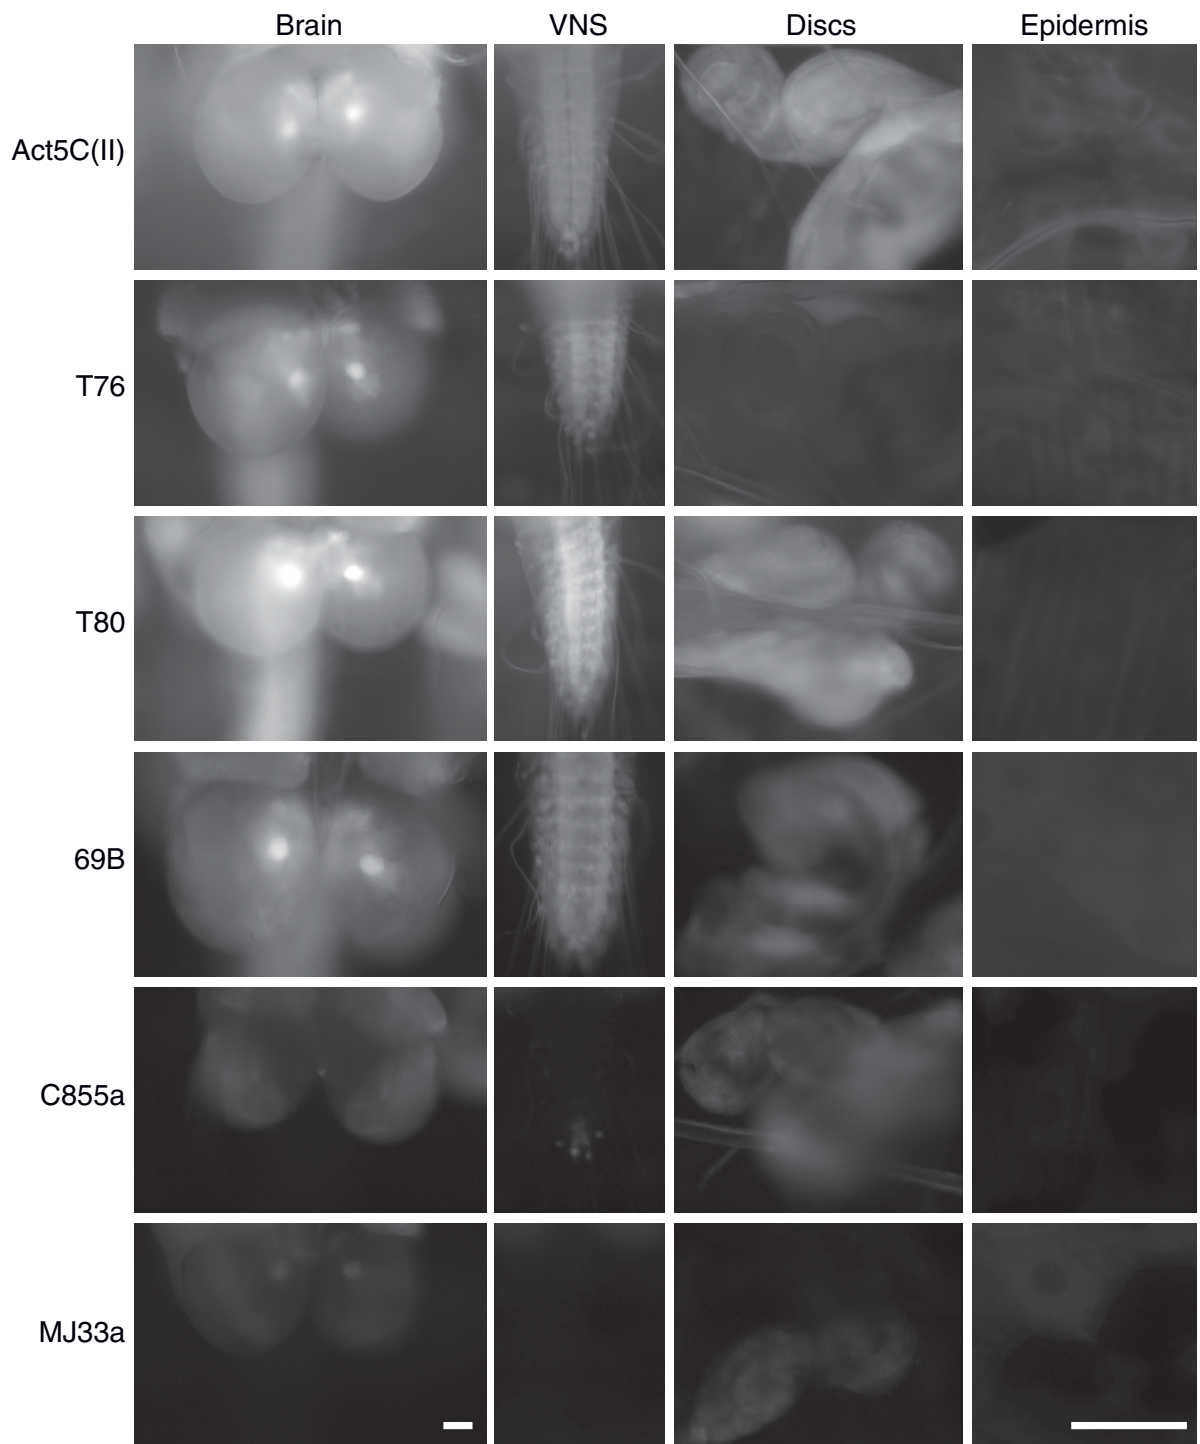 Brain VNS Discs Epidermis
Act5C(II)
T76
T80
69B
C855a
MJ33a